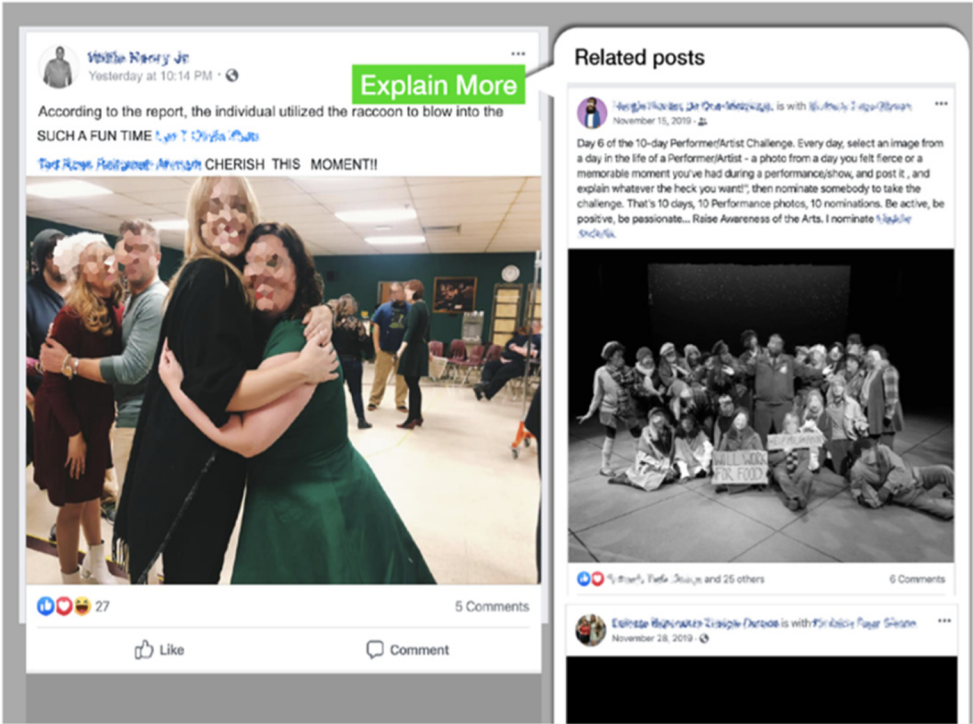 Yesterday at 10:14 PM ·
Explain More
According to the report, the individual utilized the raccoon to blow into the
SUCH A FUN TIME
CHERISH THIS MOMENT!!
27
5 Comments
Like
Comment
Related posts
is with
November 15, 2019 ·
Day 6 of the 10-day Performer/Artist Challenge. Every day, select an image from
a day in the life of a Performer/Artist - a photo from a day you felt fierce or a
memorable moment you've had during a performance/show, and post it , and
explain whatever the heck you want!", then nominate somebody to take the
challenge. That's 10 days, 10 Performance photos, 10 nominations. Be active, be
positive, be passionate... Raise Awareness of the Arts. I nominate
WILL WORK
FOR FOOD
and 25 others
6 Comments
is with
November 28, 2019 ·